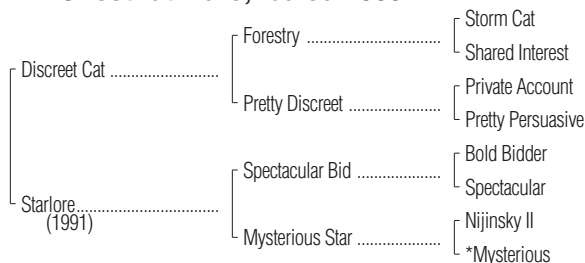 Storm Cat
Forestry ..............................
Shared Interest
Discreet Cat ........................
Private Account
Pretty Discreet .....................
Pretty Persuasive
Bold Bidder
Spectacular Bid ...................
Spectacular
Starlore................................
(1991)
Nijinsky II
Mysterious Star ..................
*Mysterious